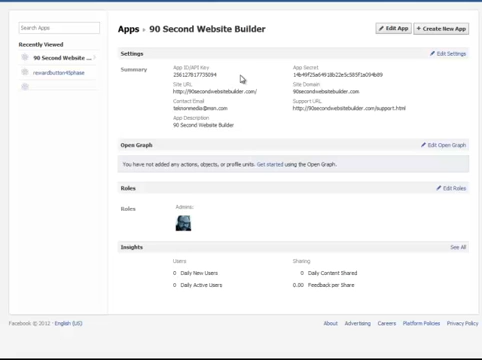 Search Apps
Apps › 90 Second Website Builder
Edit App
+ Create New App
Recently Viewed
90 Second Website ...
rewardbutton45phase
Settings
Edit Settings
Summary
App ID/API Key
App Secret
Site URL
Site Domain
http://90secondwebsitebuilder.com/
90secondwebsitebuilder.com
Contact Email
Support URL:
teknonmedia@msn.com
http://90secondwebsitebuilder.com/support.html
App Description
90 Second Website Builder
Open Graph
Edit Open Graph
You have not added any actions, objects, or profile units. Get started using the Open Graph.
Roles
Edit Roles
Roles
Admins:
Insights
See All
Users
Sharing
0 Daily New Users
0 Daily Content Shared
0 Daily Active Users
0.00 Feedback per Share
Facebook © 2012 · English (US)
About Advertising Careers Platform Policies Privacy Policy